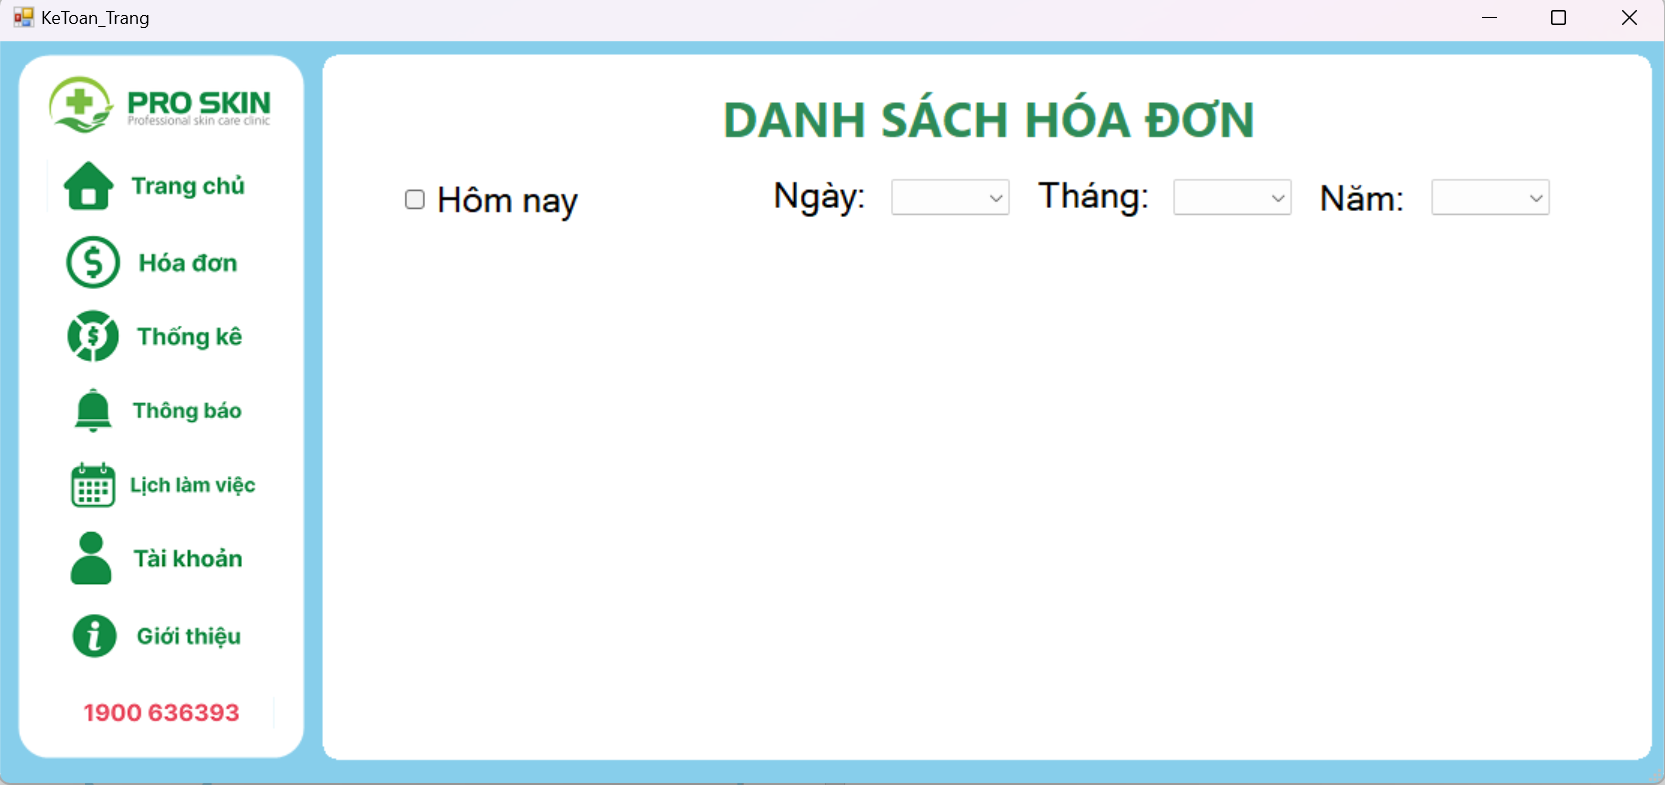 KeToan_Trang
PRO SKIN
Professional skin care clinic
Trang chủ
Hóa đơn
Thống kê
Thông báo
Lịch làm việc
Tài khoản
Giới thiệu
1900 636393
DANH SÁCH HÓA ĐƠN
Hôm nay Ngày: Tháng: Năm: